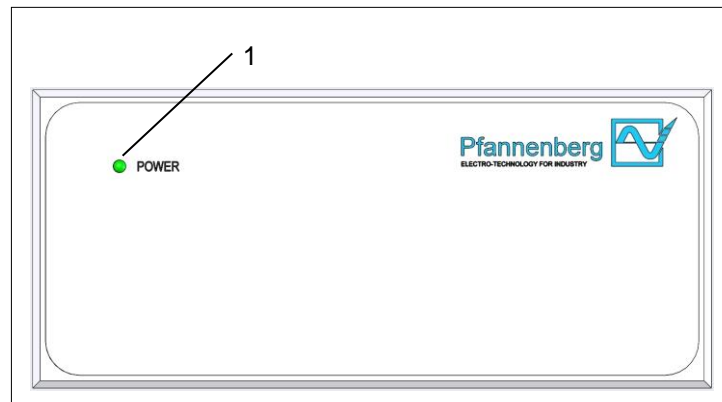 1
POWER
Pfannenberg
ELECTRO-TECHNOLOGY FOR INDUSTRY